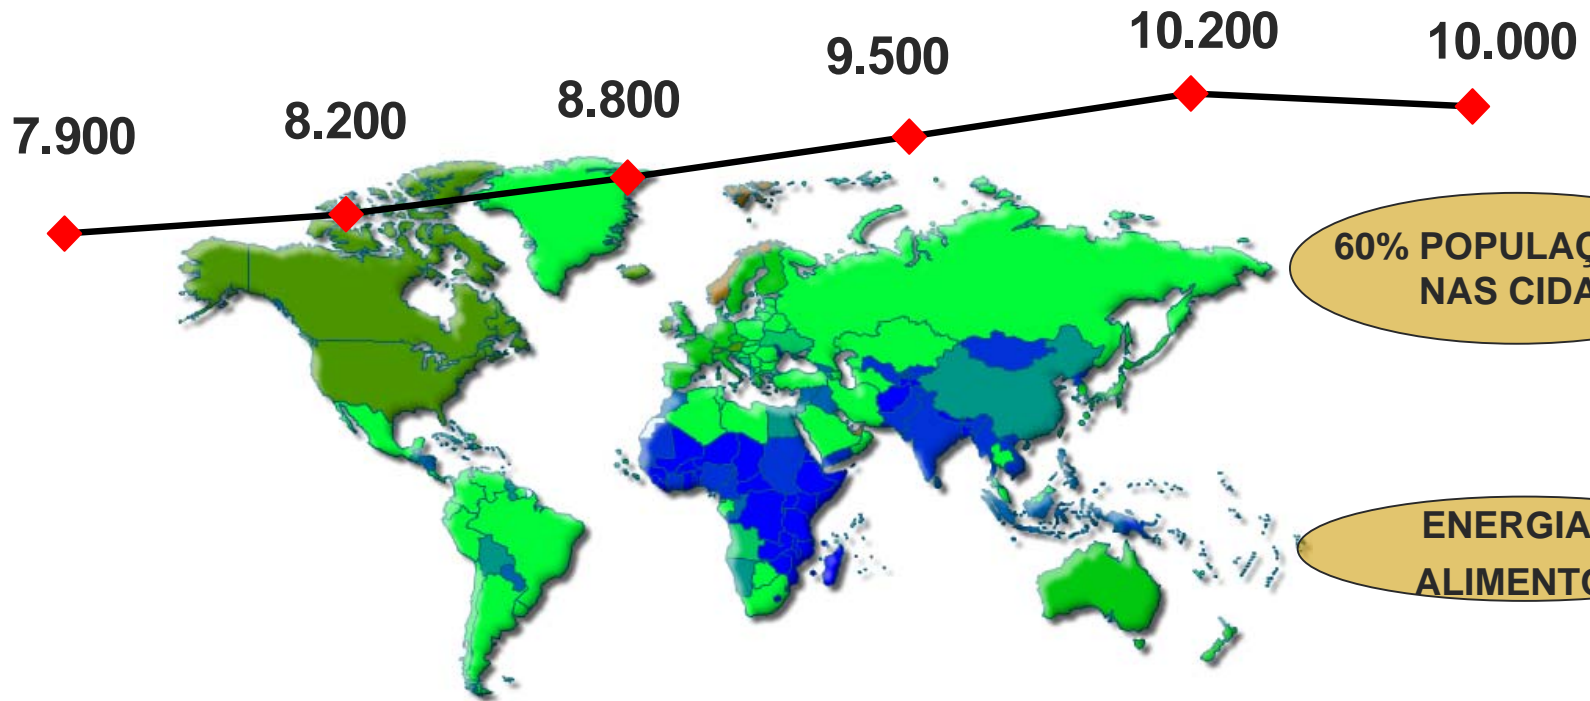 7.900
8.200
8.800
9.500
10.200
10.000
60% POPULAÇ
NAS CIDA
ENERGIA
ALIMENTO